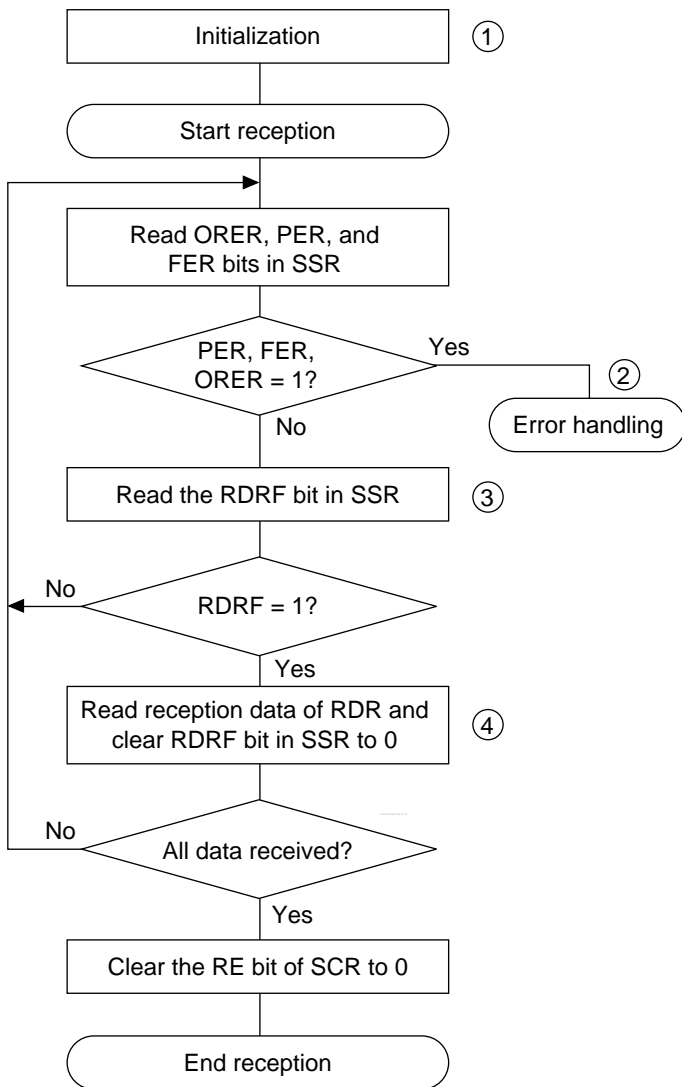 Initialization
①
Start reception
Read ORER, PER, and
FER bits in SSR
PER, FER,
ORER = 1?
Yes
②
Error handling
No
Read the RDRF bit in SSR
③
No
RDRF = 1?
Yes
Read reception data of RDR and
clear RDRF bit in SSR to 0
④
No
All data received?
Yes
Clear the RE bit of SCR to 0
End reception